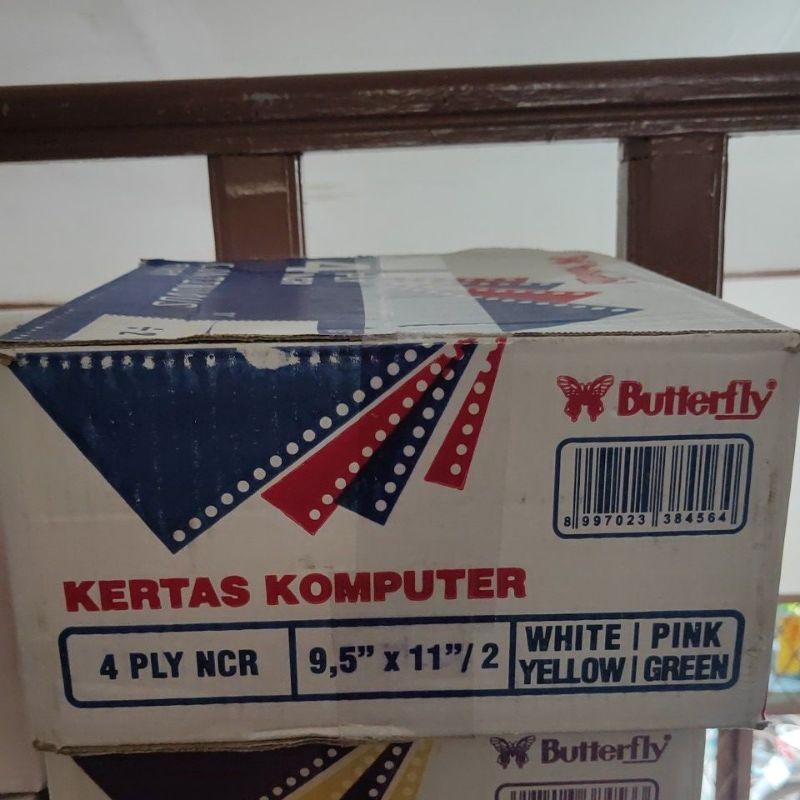 Butterfly
8 997023 384564
KERTAS KOMPUTER
4 PLY NCR
9,5” x 11”/ 2
WHITE | PINK
YELLOW | GREEN
Butterfly